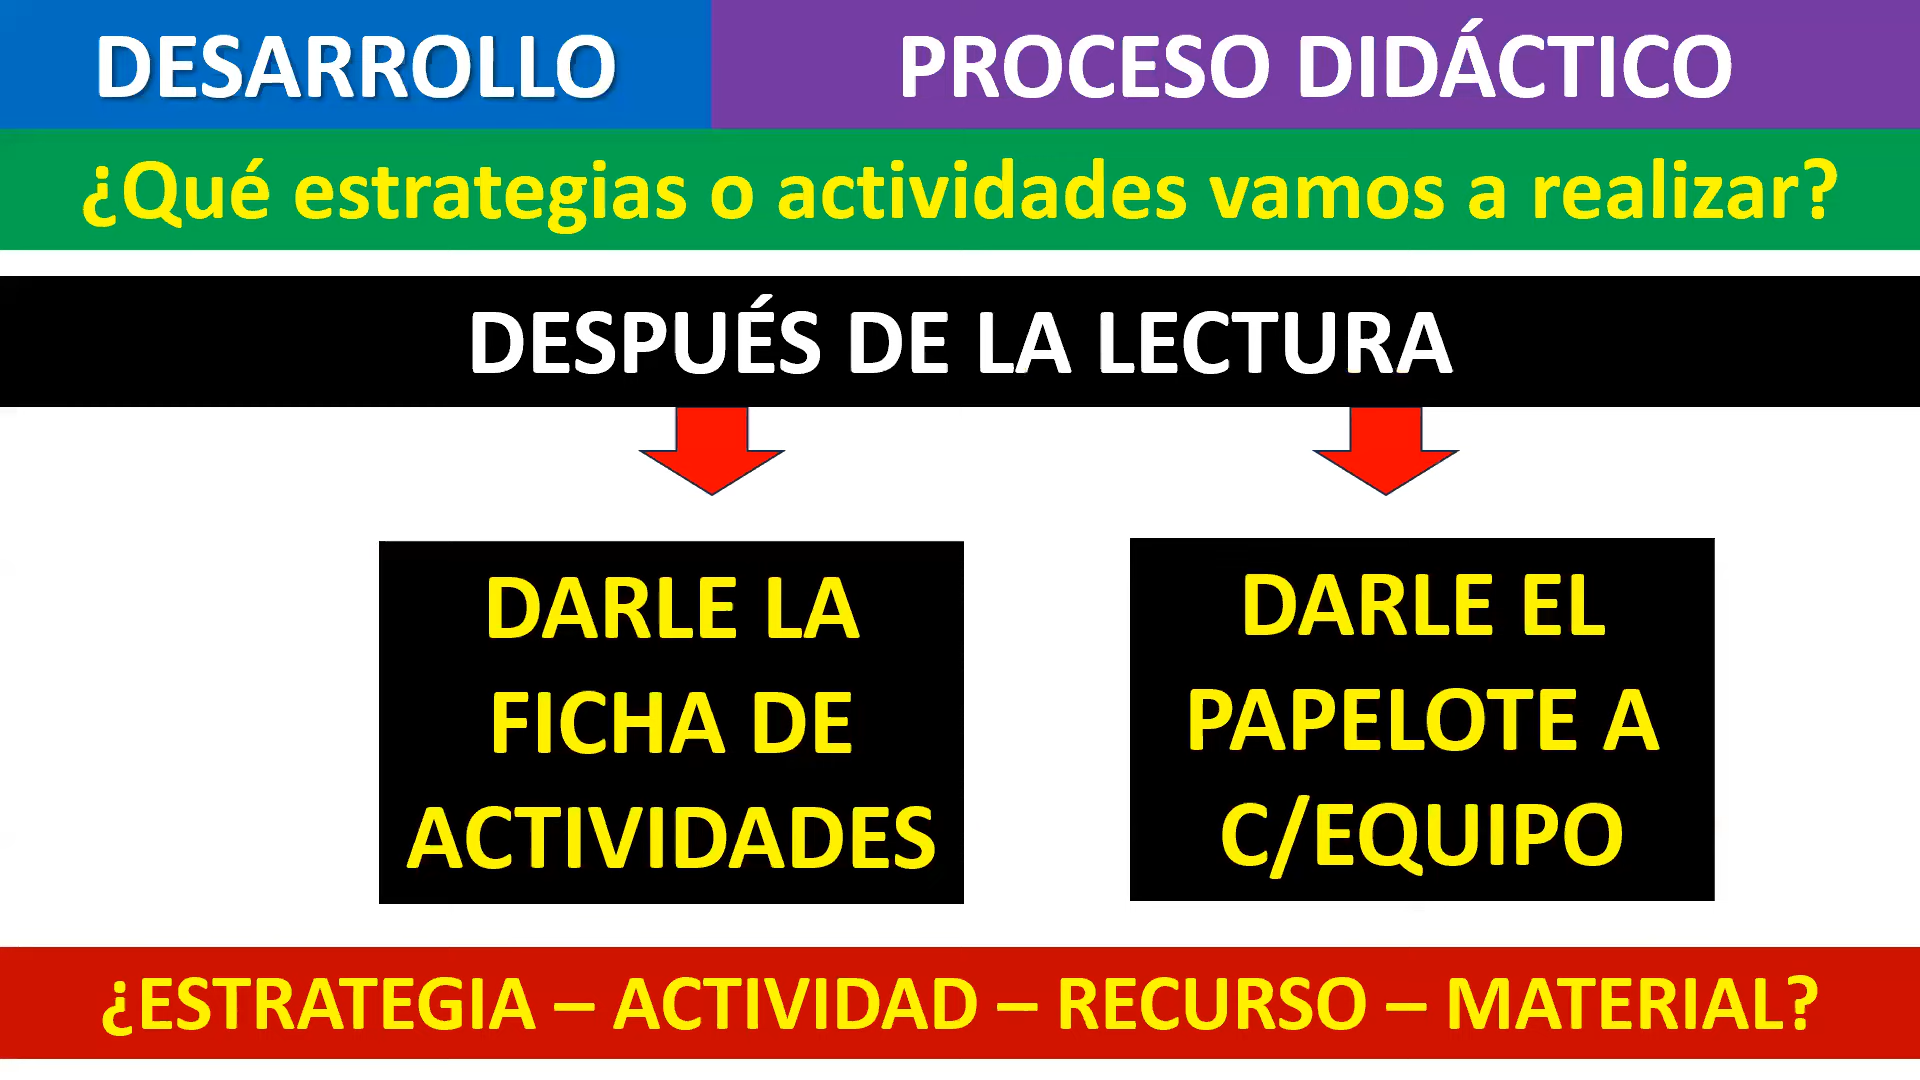 DESARROLLO
PROCESO DIDÁCTICO
¿Qué estrategias o actividades vamos a realizar?
DESPUÉS DE LA LECTURA
DARLE LA
FICHA DE
ACTIVIDADES
DARLE EL
PAPELOTE A
C/EQUIPO
¿ESTRATEGIA – ACTIVIDAD – RECURSO – MATERIAL?